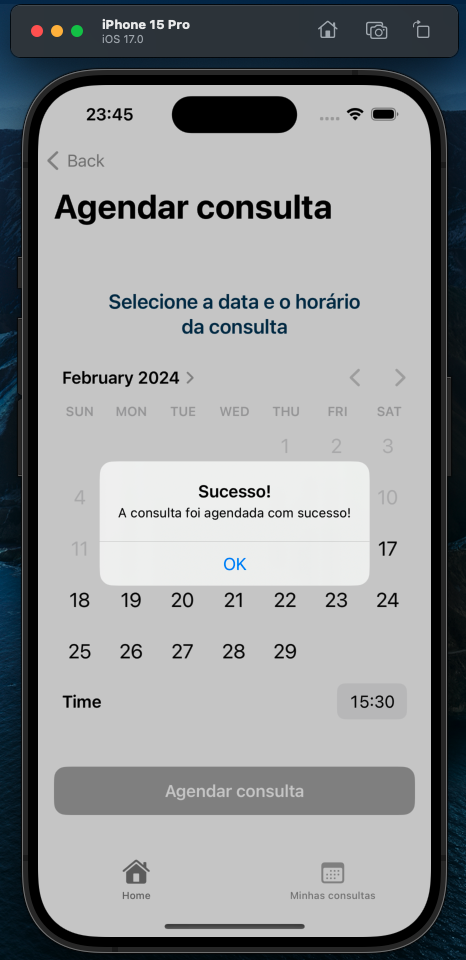 iPhone 15 Pro
iOS 17.0
23:45
Back
Agendar consulta
Selecione a data e o horário
da consulta
February 2024
SUN MON TUE WED THU FRI SAT
1 2 3
4 10
Sucesso!
A consulta foi agendada com sucesso!
11 17
OK
18 19 20 21 22 23 24
25 26 27 28 29
Time 15:30
Agendar consulta
Home Minhas consultas